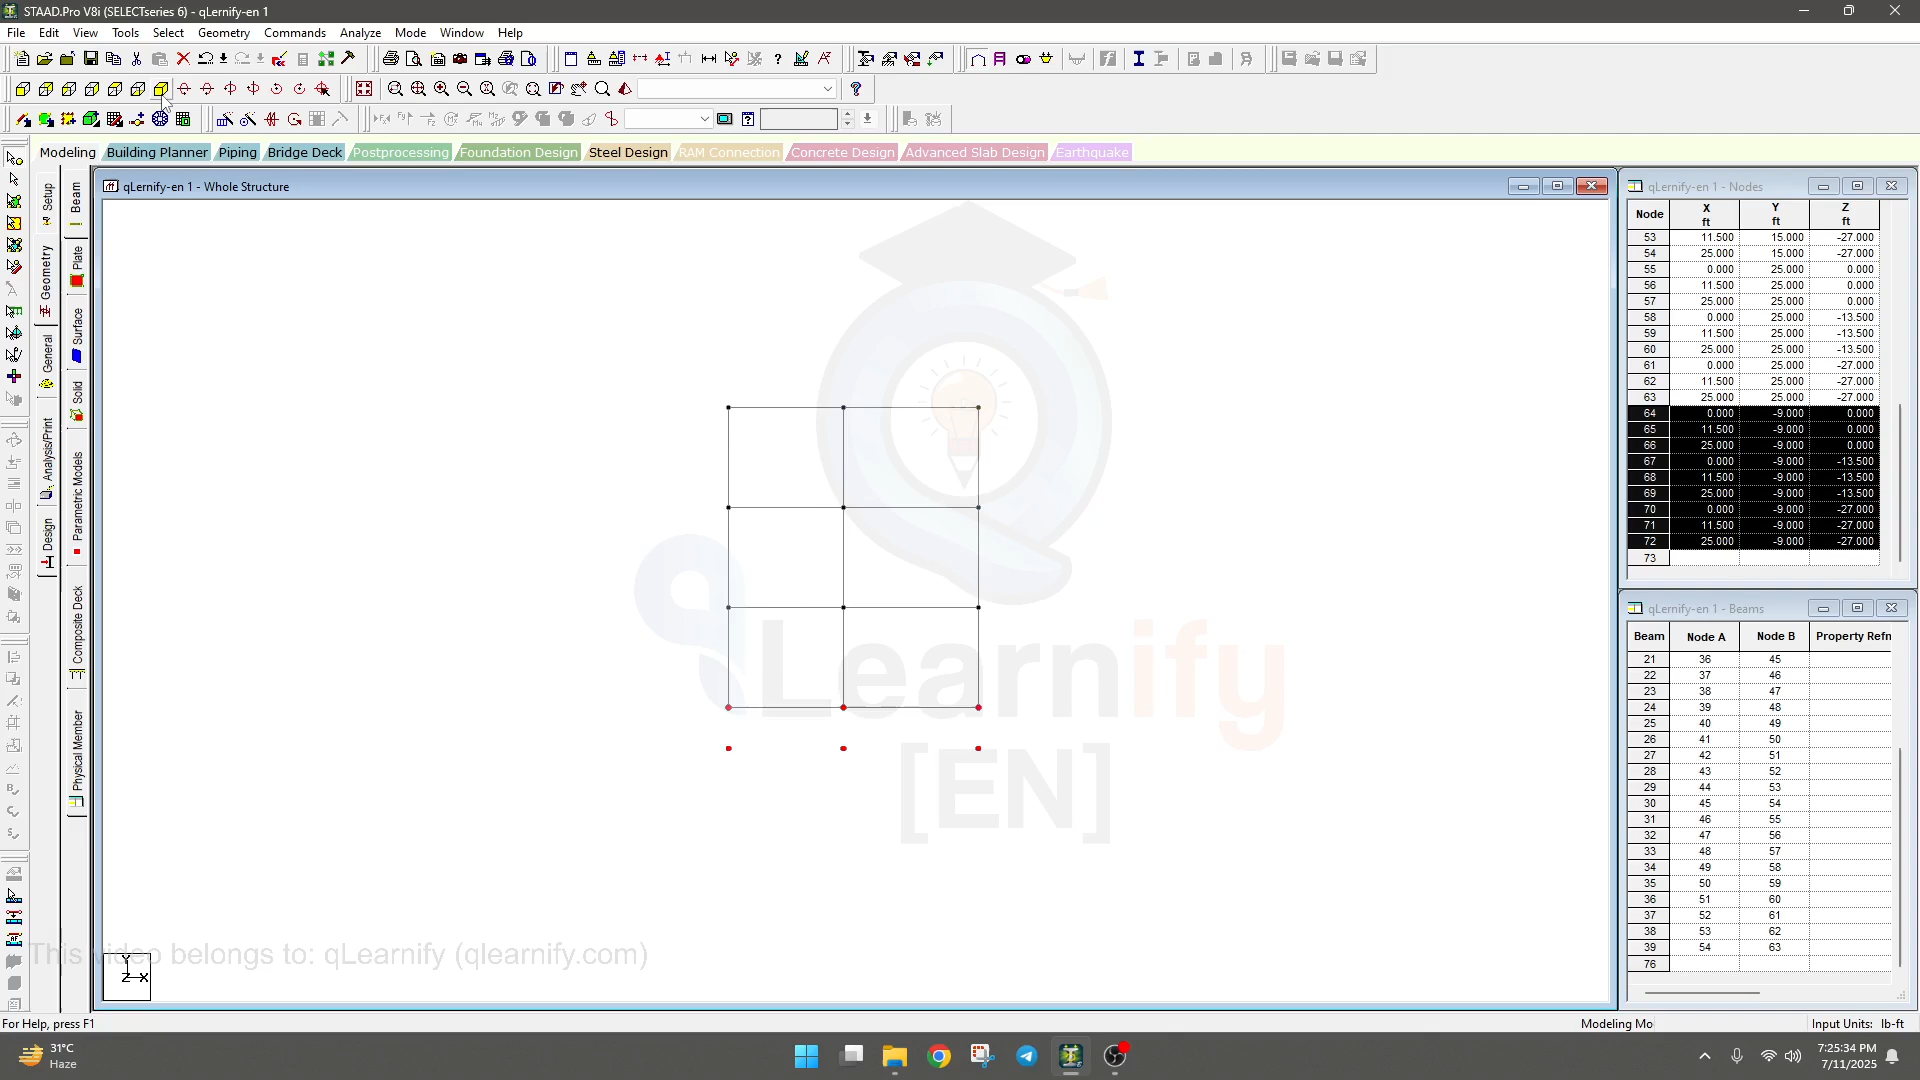 STAAD.Pro V8i (SELECTseries 6) - qLernify-en 1
File Edit View Tools Select Geometry Commands Analyze Mode Window Help
Modeling Building Planner Piping Bridge Deck Postprocessing Foundation Design Steel Design RAM Connection Concrete Design Advanced Slab Design Earthquake
Setup
Geometry
General
Analysis/Print
Design
Beam
Plate
Surface
Solid
Parametric Models
Composite Deck
Physical Member
qLernify-en 1 - Whole Structure
qLearnify
[EN]
This video belongs to: qLearnify (qlearnify.com)
Y
Z X
qLernify-en 1 - Nodes
Node X ft Y ft Z ft
53 11.500 15.000 -27.000
54 25.000 15.000 -27.000
55 0.000 25.000 0.000
56 11.500 25.000 0.000
57 25.000 25.000 0.000
58 0.000 25.000 -13.500
59 11.500 25.000 -13.500
60 25.000 25.000 -13.500
61 0.000 25.000 -27.000
62 11.500 25.000 -27.000
63 25.000 25.000 -27.000
64 0.000 -9.000 0.000
65 11.500 -9.000 0.000
66 25.000 -9.000 0.000
67 0.000 -9.000 -13.500
68 11.500 -9.000 -13.500
69 25.000 -9.000 -13.500
70 0.000 -9.000 -27.000
71 11.500 -9.000 -27.000
72 25.000 -9.000 -27.000
73
qLernify-en 1 - Beams
Beam Node A Node B Property Refn
21 36 45
22 37 46
23 38 47
24 39 48
25 40 49
26 41 50
27 42 51
28 43 52
29 44 53
30 45 54
31 46 55
32 47 56
33 48 57
34 49 58
35 50 59
36 51 60
37 52 61
38 53 62
39 54 63
76
For Help, press F1
Modeling Mo
Input Units: lb-ft
31°C
Haze
7:25:34 PM
7/11/2025